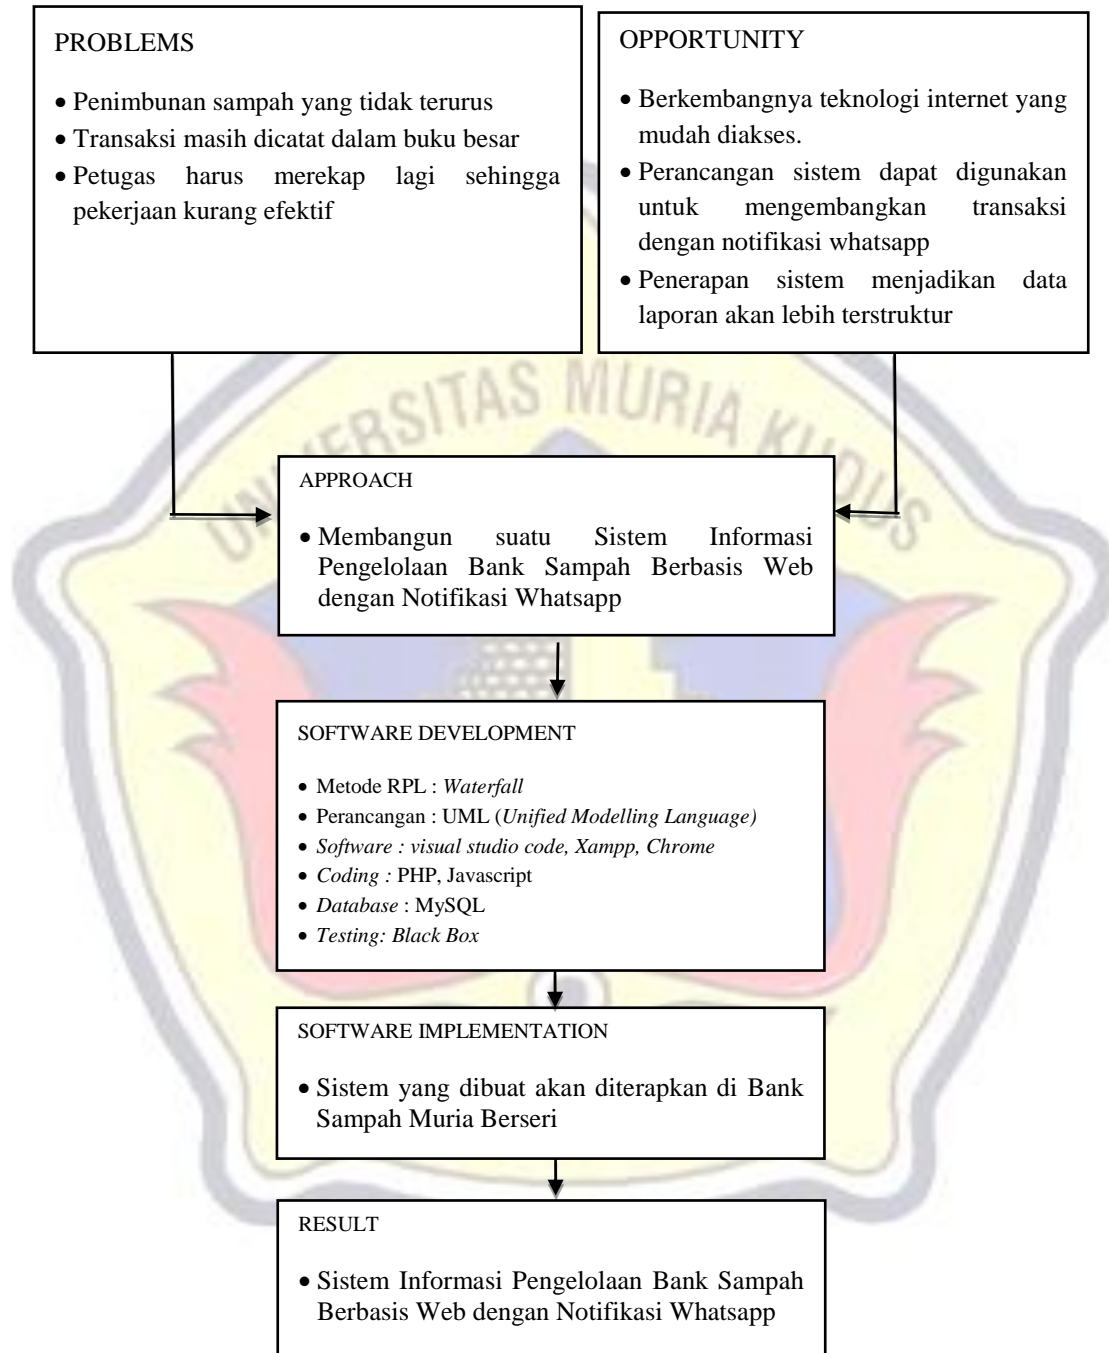 PROBLEMS
• Penimbunan sampah yang tidak terurus
• Transaksi masih dicatat dalam buku besar
• Petugas harus merekap lagi sehingga
pekerjaan kurang efektif
OPPORTUNITY
• Berkembangnya teknologi internet yang
mudah diakses.
• Perancangan sistem dapat digunakan
untuk mengembangkan transaksi
dengan notifikasi whatsapp
• Penerapan sistem menjadikan data
laporan akan lebih terstruktur
UNIVERSITAS MURIA KUDUS
APPROACH
• Membangun suatu Sistem Informasi
Pengelolaan Bank Sampah Berbasis Web
dengan Notifikasi Whatsapp
SOFTWARE DEVELOPMENT
• Metode RPL : Waterfall
• Perancangan : UML (Unified Modelling Language)
• Software : visual studio code, Xampp, Chrome
• Coding : PHP, Javascript
• Database : MySQL
• Testing: Black Box
SOFTWARE IMPLEMENTATION
• Sistem yang dibuat akan diterapkan di Bank
Sampah Muria Berseri
RESULT
• Sistem Informasi Pengelolaan Bank Sampah
Berbasis Web dengan Notifikasi Whatsapp